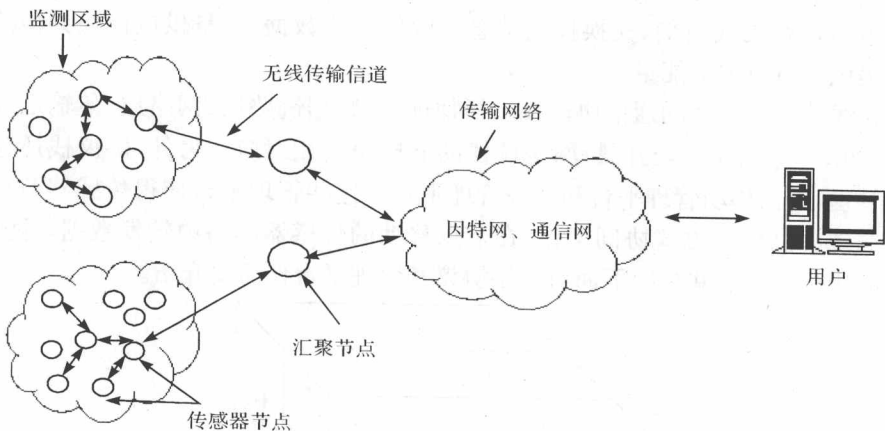 监测区域
无线传输信道
传输网络
因特网、通信网
用户
汇聚节点
传感器节点